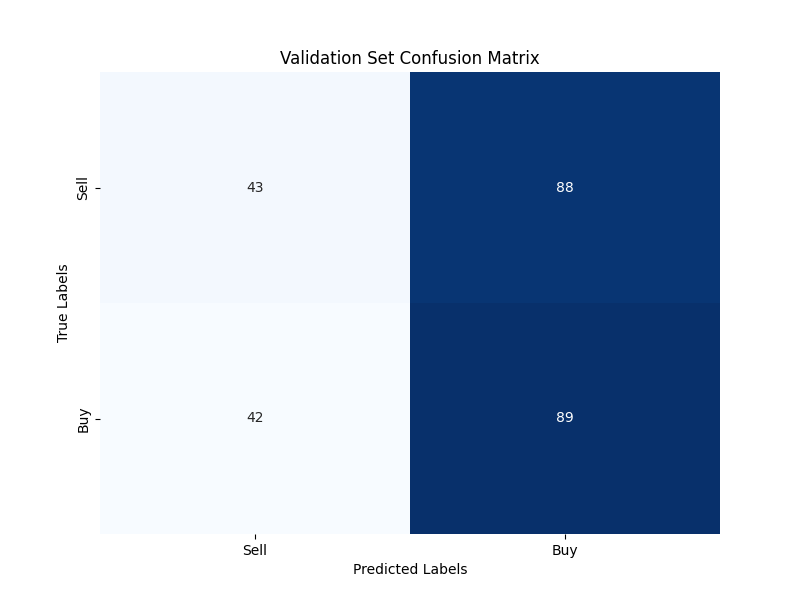 Validation Set Confusion Matrix
True Labels
Sell
43
88
Buy
42
89
Sell
Buy
Predicted Labels